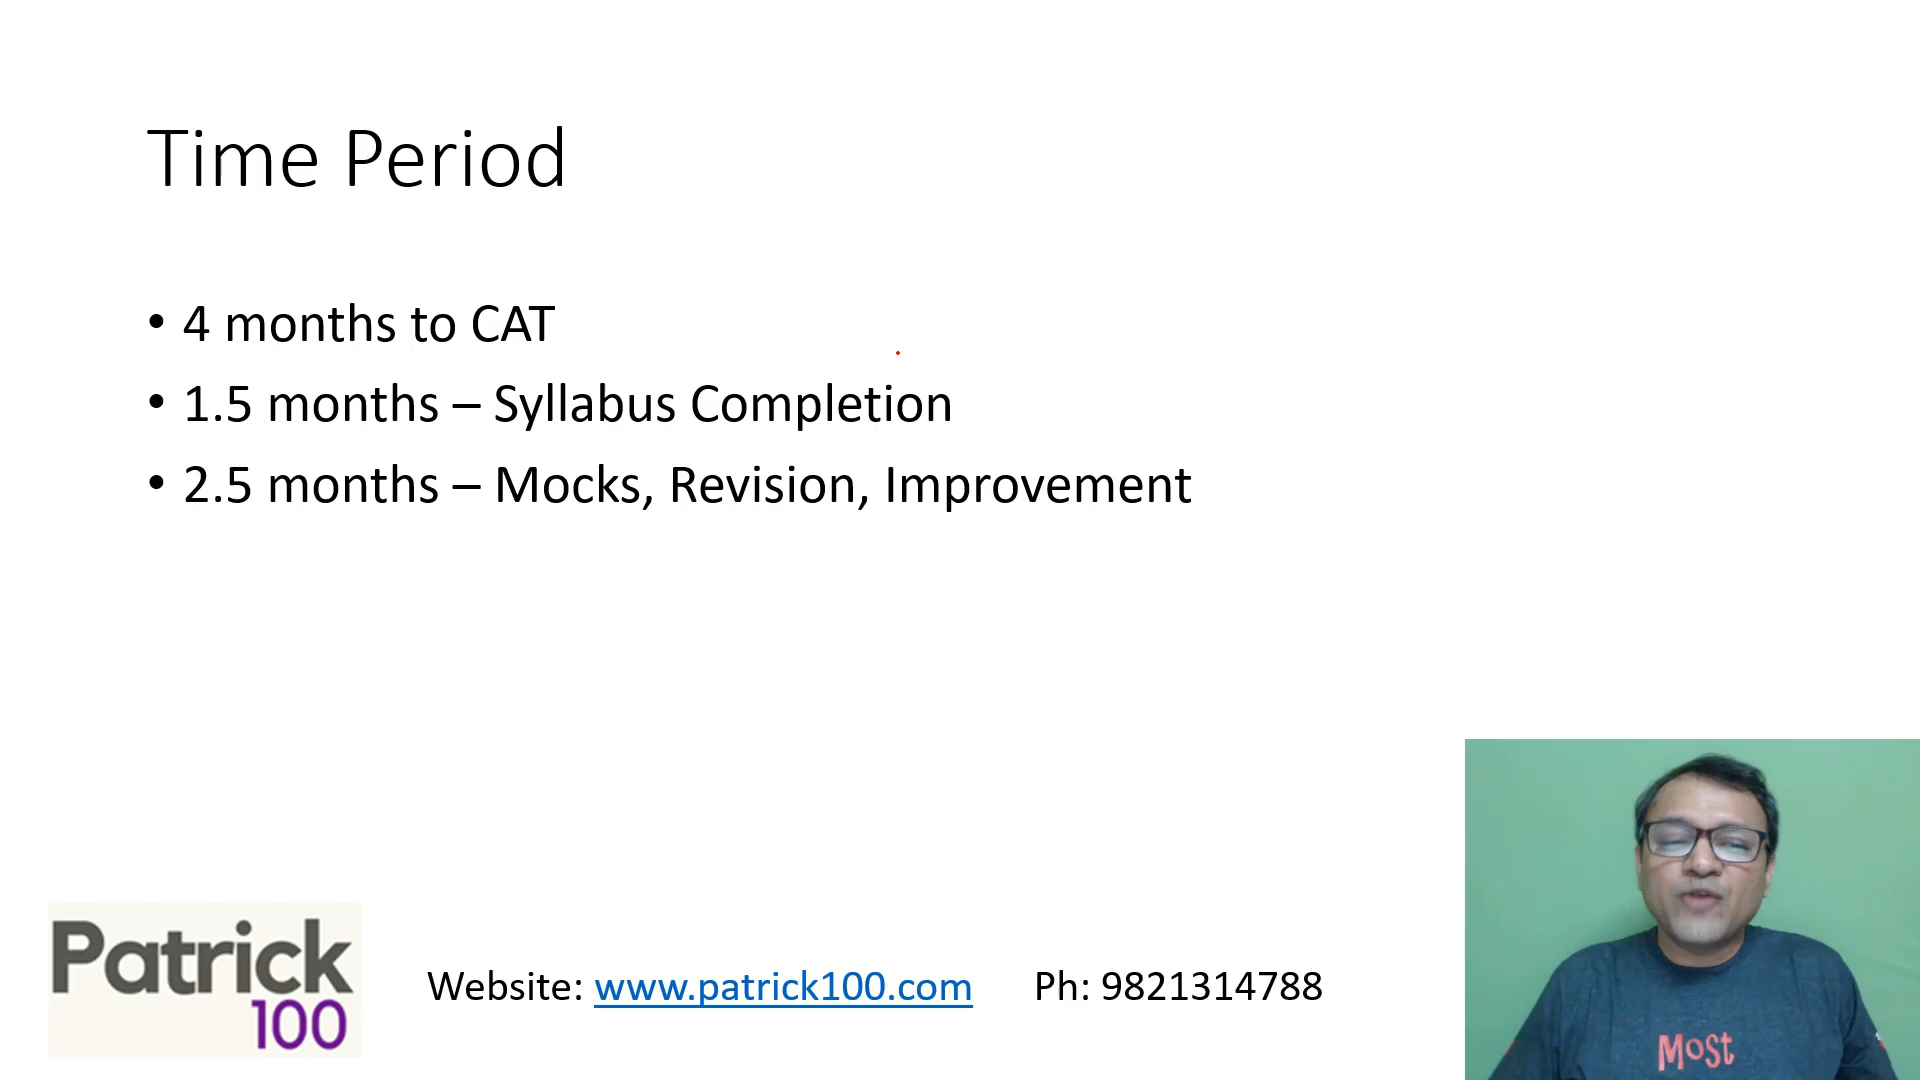 Time Period
• 4 months to CAT
• 1.5 months – Syllabus Completion
• 2.5 months – Mocks, Revision, Improvement
Patrick
100
Website: www.patrick100.com Ph: 9821314788
MoSt